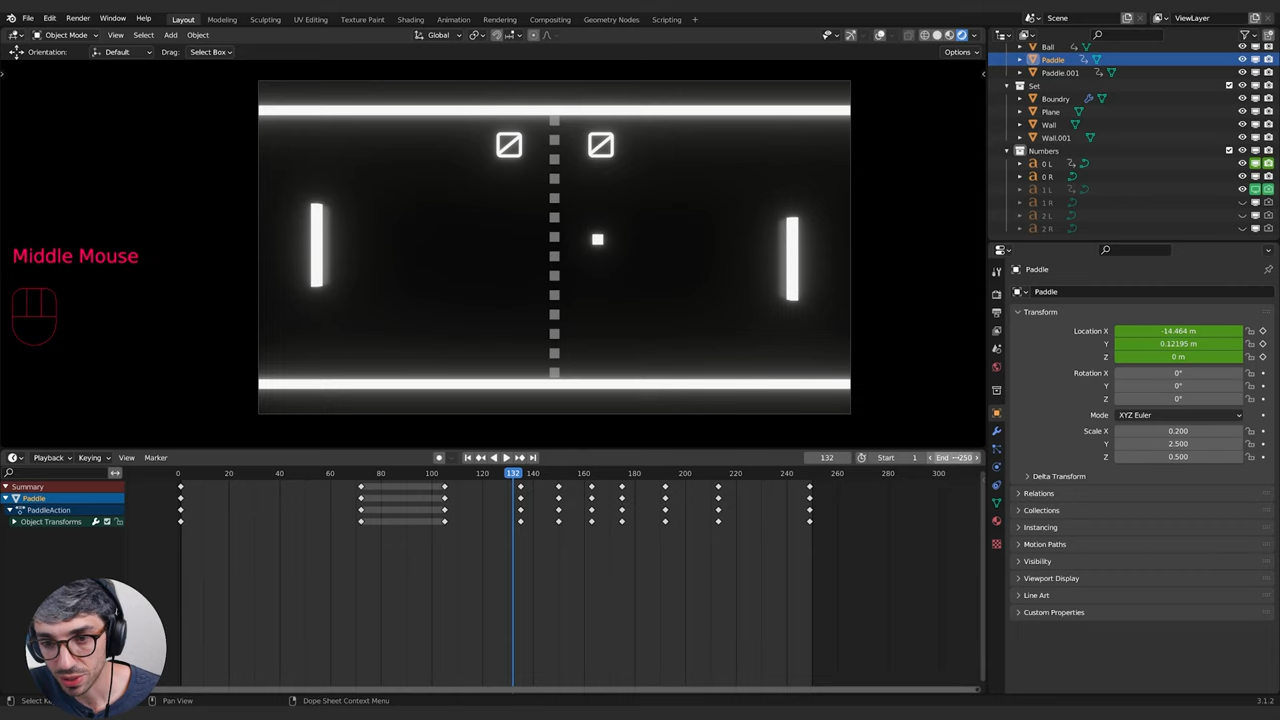 File Edit Render Window Help Layout Modeling Sculpting UV Editing Texture Paint Shading Animation Rendering Compositing Geometry Nodes Scripting + Scene ViewLayer
Object Mode View Select Add Object Global Options
Orientation: Default Drag: Select Box
Ball
Paddle
Paddle.001
Set
Boundry
Plane
Wall
Wall.001
Numbers
0 L
0 R
1 L
1 R
2 L
2 R
Middle Mouse
Paddle
Paddle
Transform
Location X -14.464 m
Y 0.12195 m
Z 0 m
Rotation X 0°
Y 0°
Z 0°
Mode XYZ Euler
Scale X 0.200
Y 2.500
Z 0.500
Delta Transform
Relations
Collections
Instancing
Motion Paths
Visibility
Viewport Display
Line Art
Custom Properties
Playback Keying View Marker 132 Start 1 End 250
0 20 40 60 80 100 120 132 140 160 180 200 220 240 260 280 300
Summary
Paddle
PaddleAction
Object Transforms
Select Pan View Dope Sheet Context Menu 3.1.2